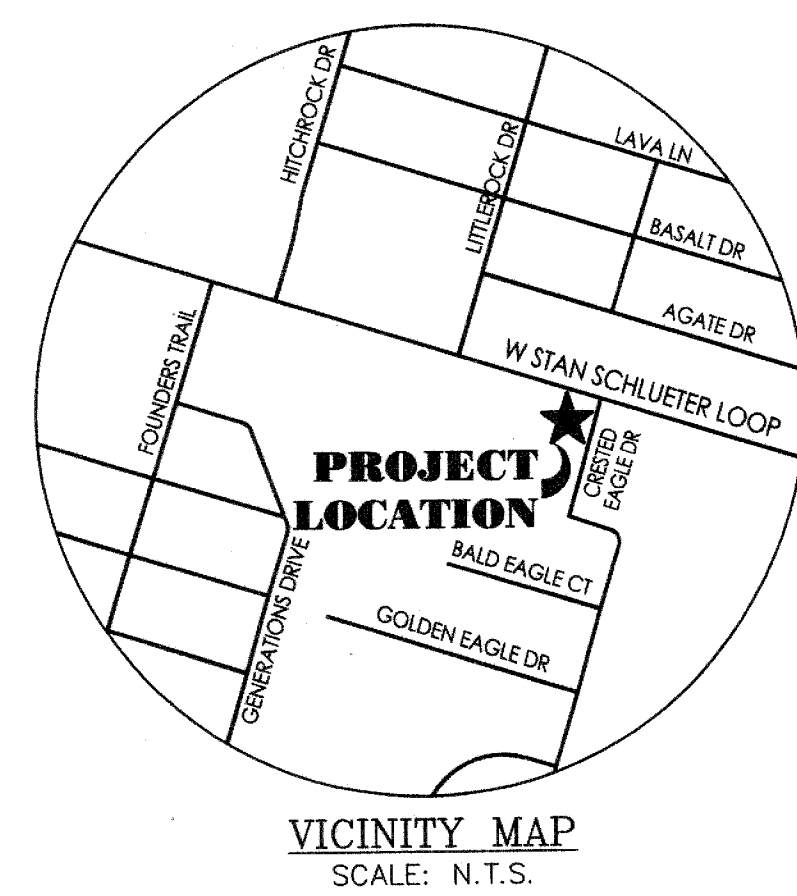 HITCHROCK DR
LITTLEROCK DR
LAVA LN
BASALT DR
AGATE DR
W STAN SCHLUETER LOOP
FOUNDERS TRAIL
CRESTED
EAGLE DR
PROJECT
LOCATION
BALD EAGLE CT
GOLDEN EAGLE DR
GENERATIONS DRIVE
VICINITY MAP
SCALE: N.T.S.